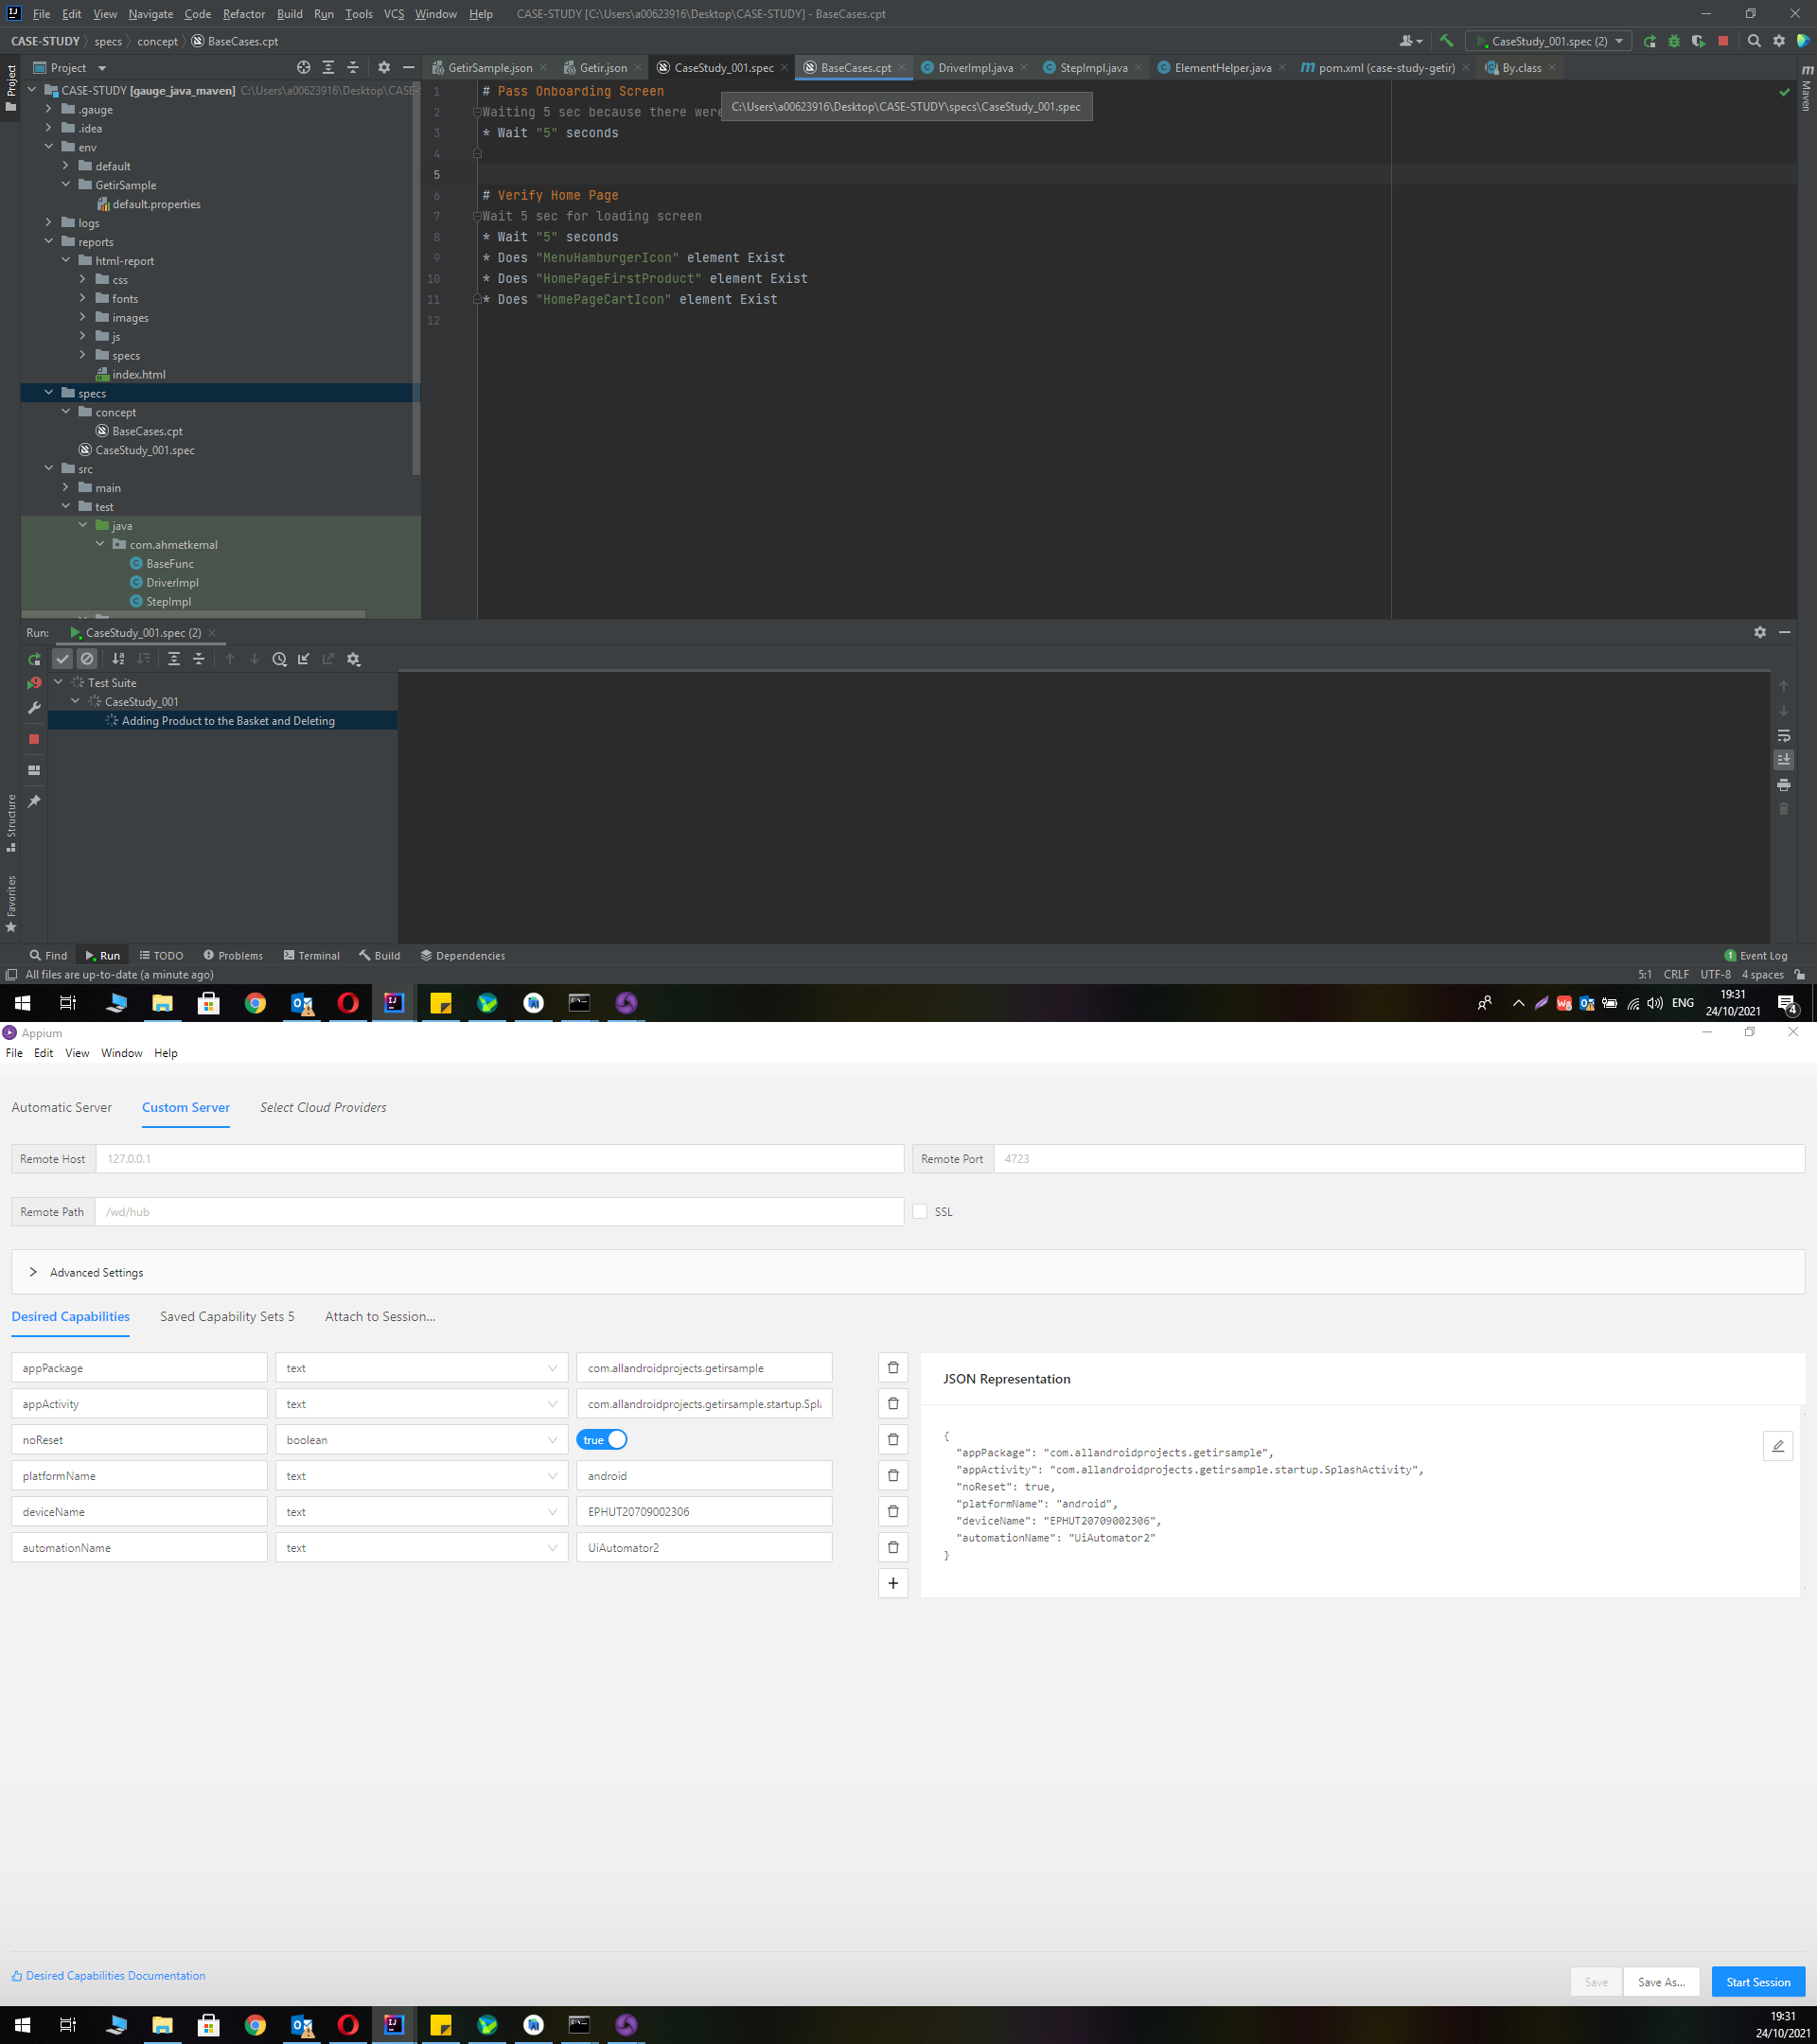 File Edit View Navigate Code Refactor Build Run Tools VCS Window Help CASE-STUDY [C:\Users\a00623916\Desktop\CASE-STUDY] - BaseCases.cpt
CASE-STUDY specs concept BaseCases.cpt CaseStudy_001.spec (2)
Project
Project
CASE-STUDY [gauge_java_maven] C:\Users\a00623916\Desktop\CASE-
.gauge
.idea
env
default
GetirSample
default.properties
logs
reports
html-report
css
fonts
images
js
specs
index.html
specs
concept
BaseCases.cpt
CaseStudy_001.spec
src
main
test
java
com.ahmetkemal
BaseFunc
DriverImpl
StepImpl
GetirSample.json Getir.json CaseStudy_001.spec BaseCases.cpt DriverImpl.java StepImpl.java ElementHelper.java pom.xml (case-study-getir) By.class
Maven
C:\Users\a00623916\Desktop\CASE-STUDY\specs\CaseStudy_001.spec
1 # Pass Onboarding Screen
2 Waiting 5 sec because there were
3 * Wait "5" seconds
4
5
6 # Verify Home Page
7 Wait 5 sec for loading screen
8 * Wait "5" seconds
9 * Does "MenuHamburgerIcon" element Exist
10 * Does "HomePageFirstProduct" element Exist
11 * Does "HomePageCartIcon" element Exist
12
Run: CaseStudy_001.spec (2)
Test Suite
CaseStudy_001
Adding Product to the Basket and Deleting
Structure
Favorites
Find Run TODO Problems Terminal Build Dependencies 1 Event Log
All files are up-to-date (a minute ago) 5:1 CRLF UTF-8 4 spaces
ENG 19:31
24/10/2021 4
Appium
File Edit View Window Help
Automatic Server Custom Server Select Cloud Providers
Remote Host 127.0.0.1 Remote Port 4723
Remote Path /wd/hub SSL
Advanced Settings
Desired Capabilities Saved Capability Sets 5 Attach to Session...
appPackage text com.allandroidprojects.getirsample
appActivity text com.allandroidprojects.getirsample.startup.Spla
noReset boolean true
platformName text android
deviceName text EPHUT20709002306
automationName text UiAutomator2
JSON Representation
{
"appPackage": "com.allandroidprojects.getirsample",
"appActivity": "com.allandroidprojects.getirsample.startup.SplashActivity",
"noReset": true,
"platformName": "android",
"deviceName": "EPHUT20709002306",
"automationName": "UiAutomator2"
}
Desired Capabilities Documentation Save Save As... Start Session
19:31
24/10/2021